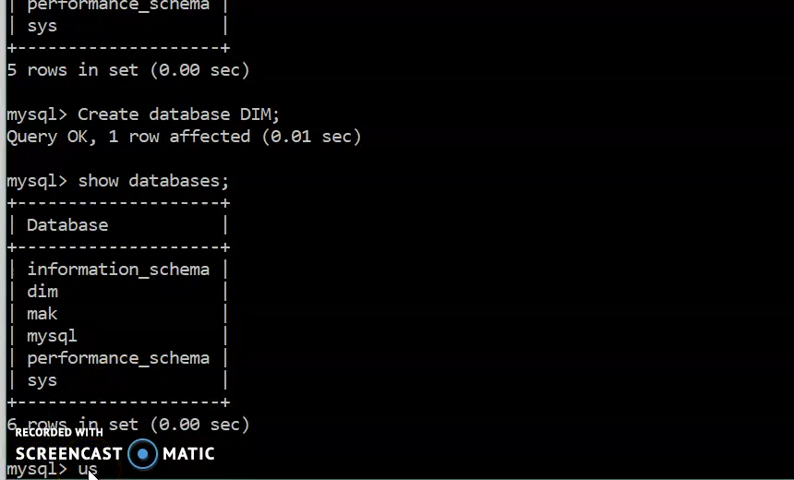 | performance_schema |
| sys                |
+--------------------+
5 rows in set (0.00 sec)
mysql> Create database DIM;
Query OK, 1 row affected (0.01 sec)
mysql> show databases;
+--------------------+
| Database           |
+--------------------+
| information_schema |
| dim                |
| mak                |
| mysql              |
| performance_schema |
| sys                |
+--------------------+
6 rows in set (0.00 sec)
RECORDED WITH
SCREENCAST MATIC
mysql> us